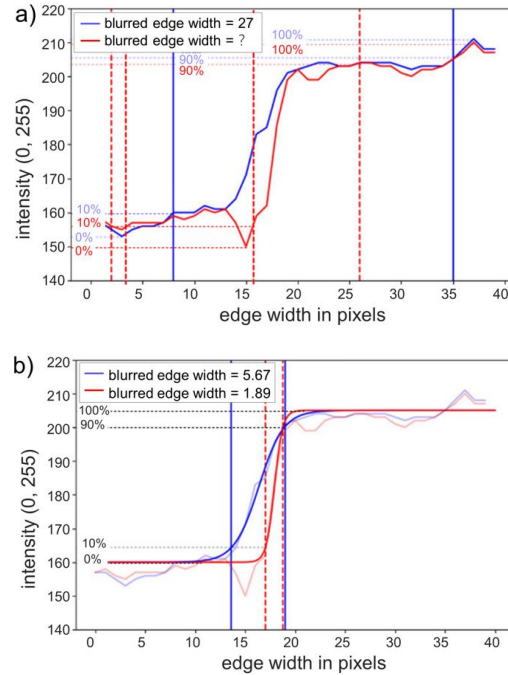 a)
blurred edge width = 27
blurred edge width = ?
220
210
200
190
180
170
160
150
140
100%
100%
90%
90%
10%
10%
0%
0%
intensity (0, 255)
0 5 10 15 20 25 30 35 40
edge width in pixels
b)
blurred edge width = 5.67
blurred edge width = 1.89
220
210
200
190
180
170
160
150
140
100%
90%
10%
0%
intensity (0, 255)
0 5 10 15 20 25 30 35 40
edge width in pixels